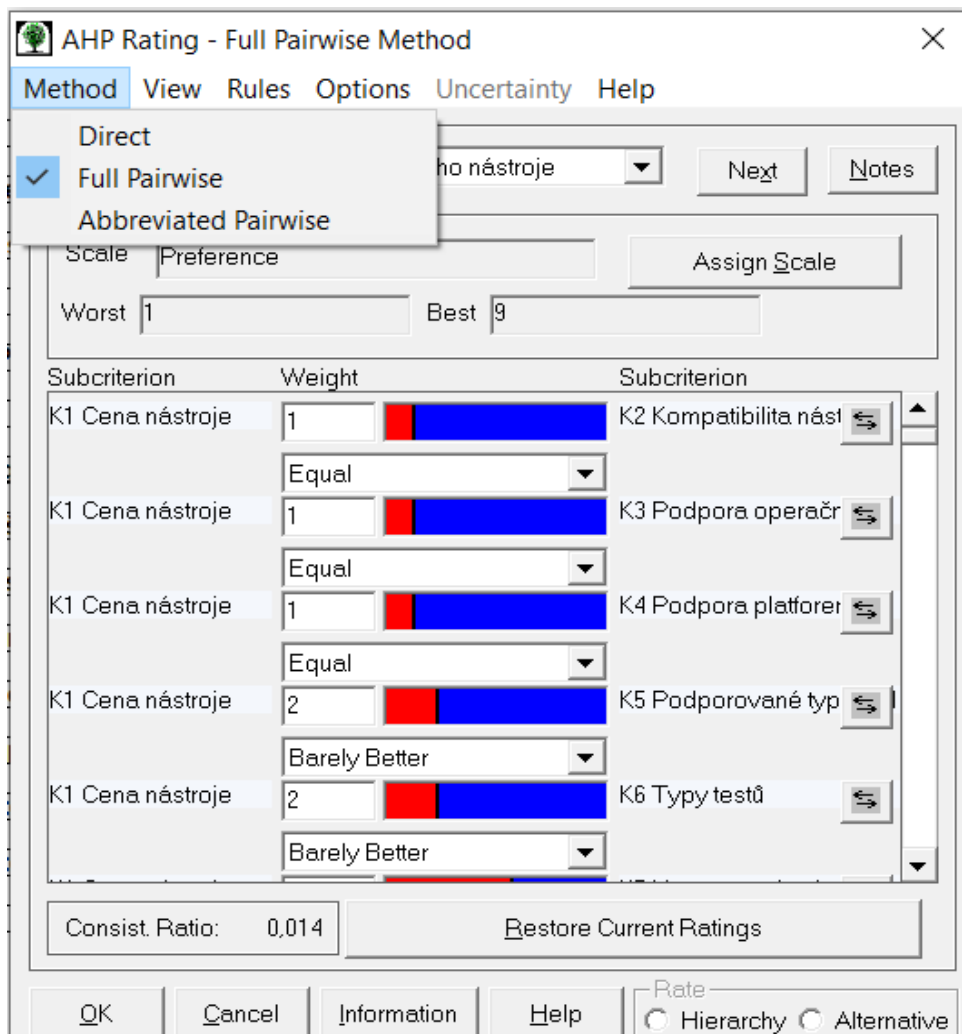 AHP Rating - Full Pairwise Method
Method View Rules Options Uncertainty Help
Direct
Full Pairwise
Abbreviated Pairwise
ho nástroje
Next
Notes
Scale Preference
Assign Scale
Worst 1 Best 9
Subcriterion Weight Subcriterion
K1 Cena nástroje 1 K2 Kompatibilita nást
Equal
K1 Cena nástroje 1 K3 Podpora operačn
Equal
K1 Cena nástroje 1 K4 Podpora platforem
Equal
K1 Cena nástroje 2 K5 Podporované typ
Barely Better
K1 Cena nástroje 2 K6 Typy testů
Barely Better
Consist. Ratio: 0,014 Restore Current Ratings
Rate
OK Cancel Information Help Hierarchy Alternative